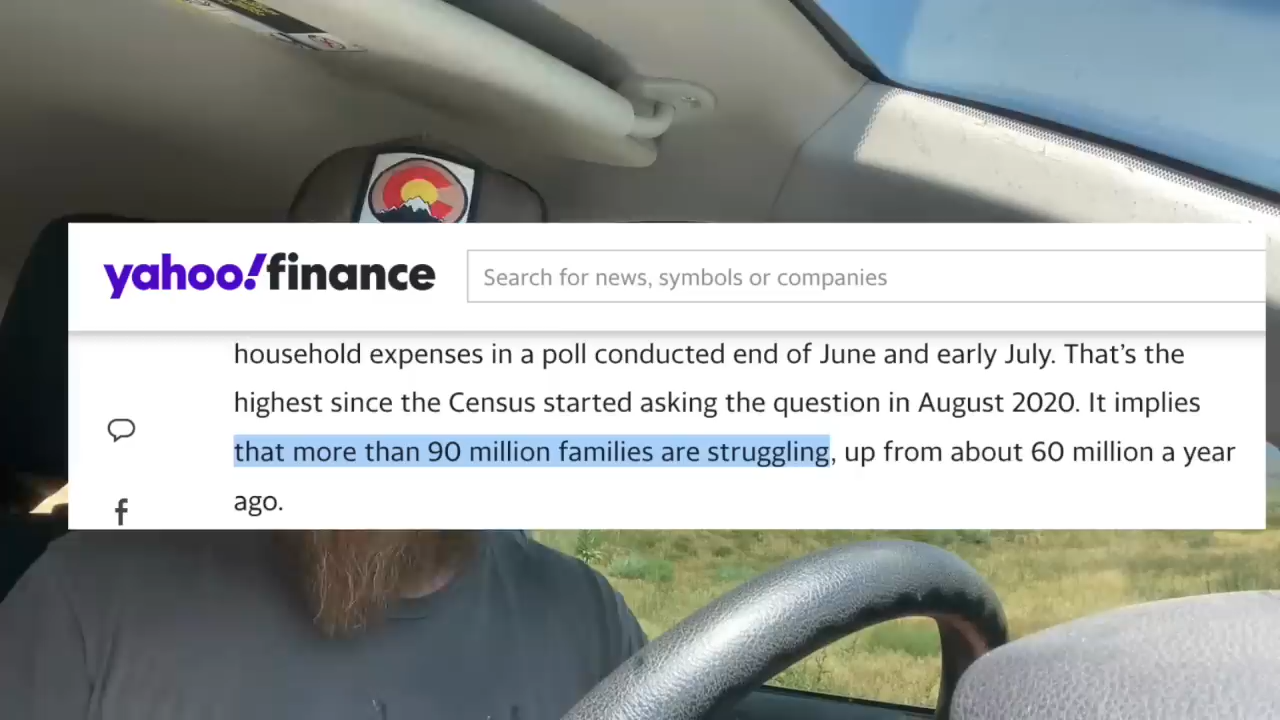 yahoo!finance
Search for news, symbols or companies
household expenses in a poll conducted end of June and early July. That’s the
highest since the Census started asking the question in August 2020. It implies
that more than 90 million families are struggling, up from about 60 million a year
ago.